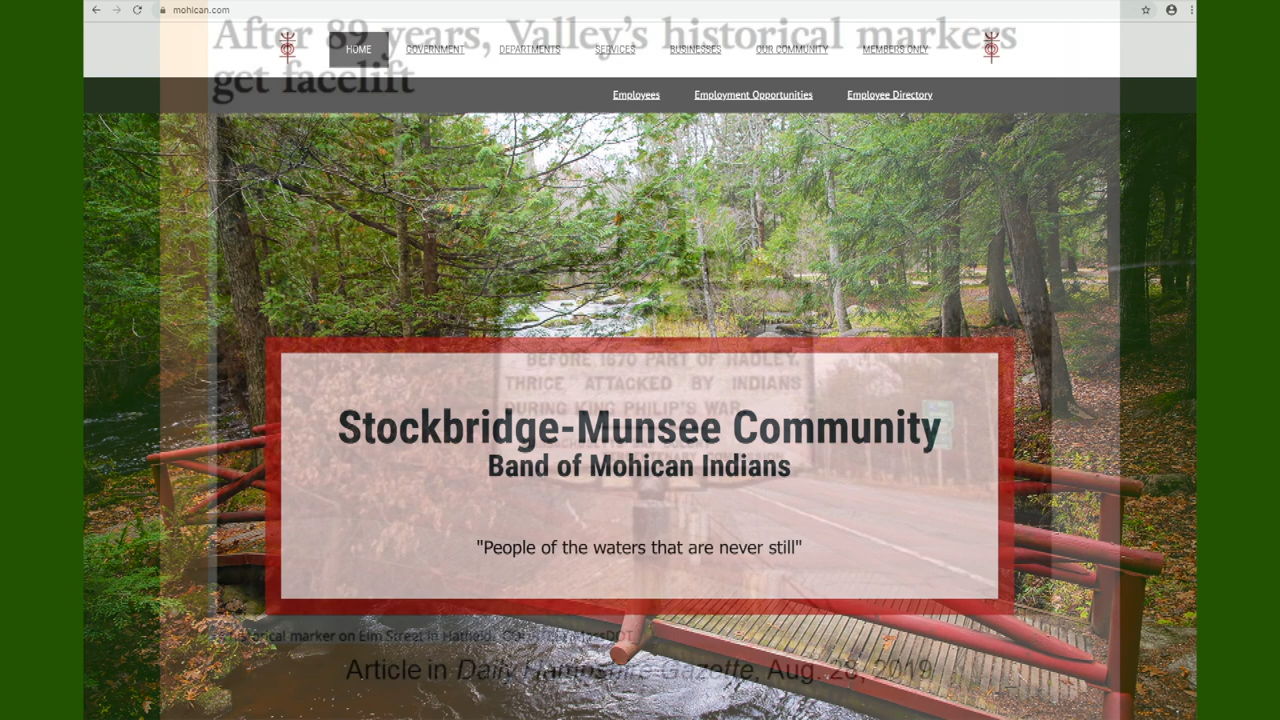 mohican.com
After 89 years, Valley's historical markers
get facelift
HOME GOVERNMENT DEPARTMENTS SERVICES BUSINESSES OUR COMMUNITY MEMBERS ONLY
Employees Employment Opportunities Employee Directory
BEFORE 1670 PART OF HADLEY,
THRICE ATTACKED BY INDIANS
DURING KING PHILIP'S WAR
Stockbridge-Munsee Community
Band of Mohican Indians
"People of the waters that are never still"
historical marker on Elm Street in Hatfield. MassDOT
Article in Daily Hampshire Gazette, Aug. 28, 2019